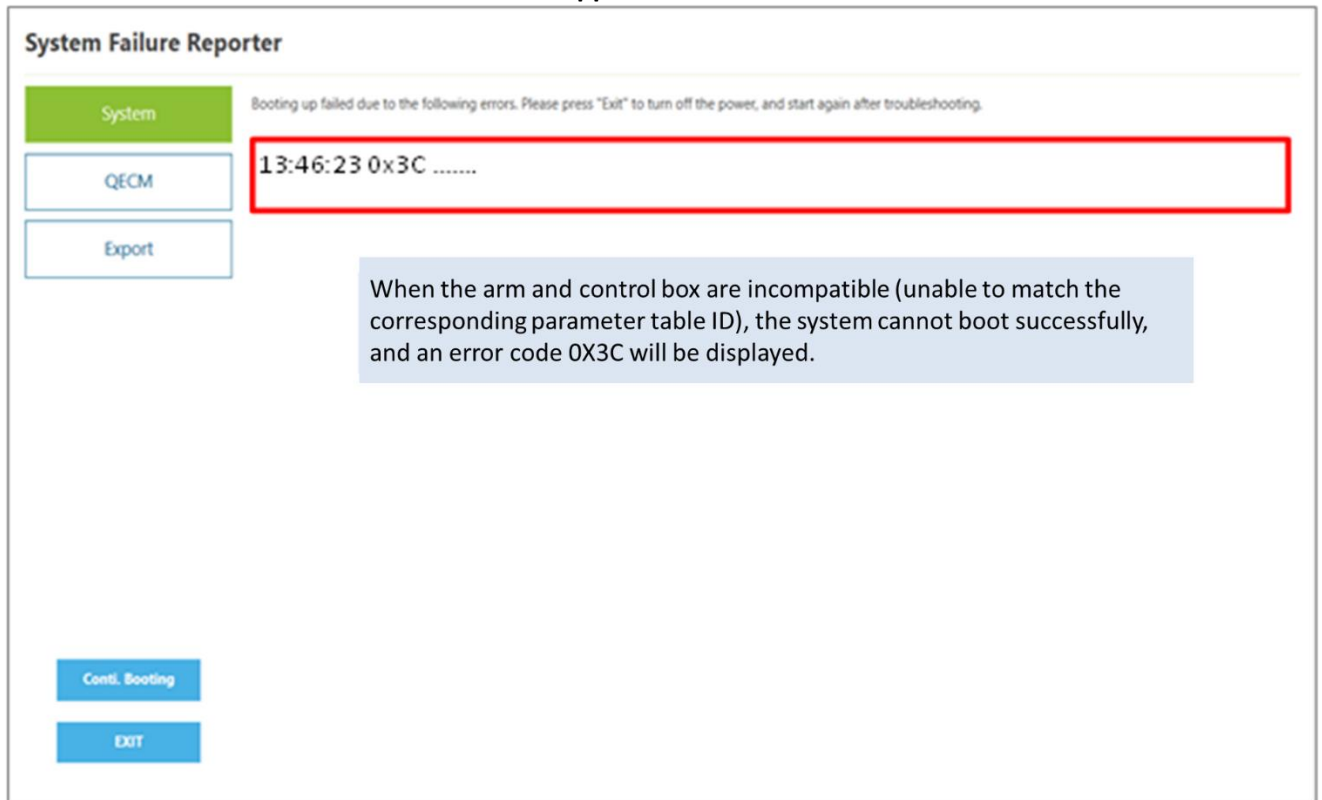 System Failure Reporter
System
Booting up failed due to the following errors. Please press "Exit" to turn off the power, and start again after troubleshooting.
13:46:23 0x3C .......
QECM
Export
When the arm and control box are incompatible (unable to match the
corresponding parameter table ID), the system cannot boot successfully,
and an error code 0X3C will be displayed.
Conti. Booting
EXIT